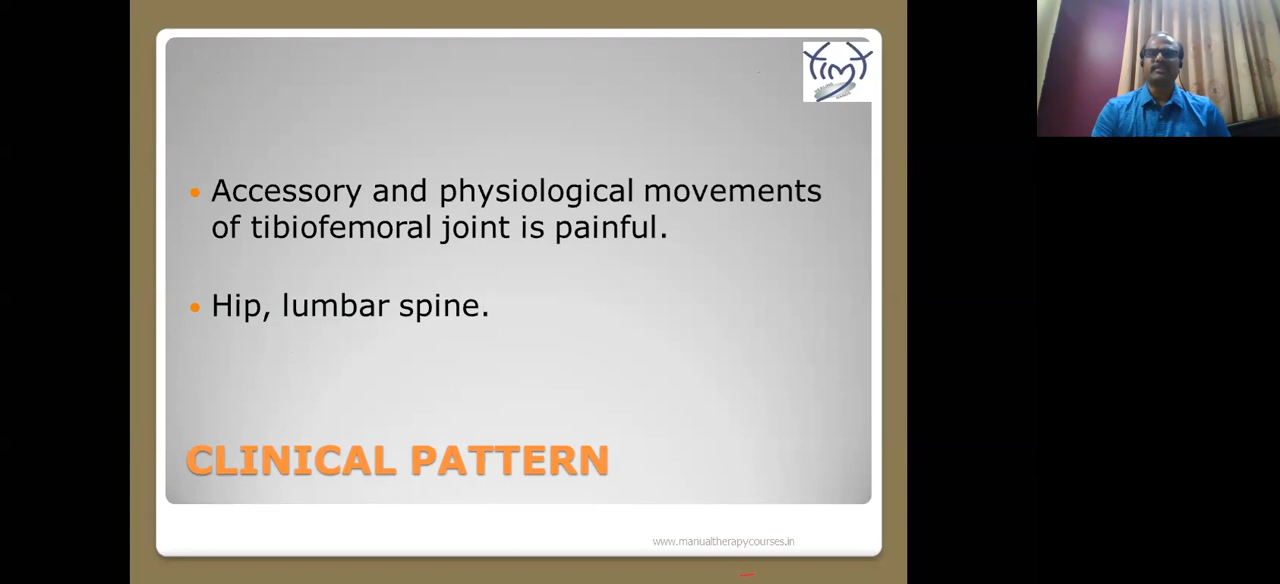 Accessory and physiological movements
of tibiofemoral joint is painful.
Hip, lumbar spine.
CLINICAL PATTERN
www.manualtherapycourses.in